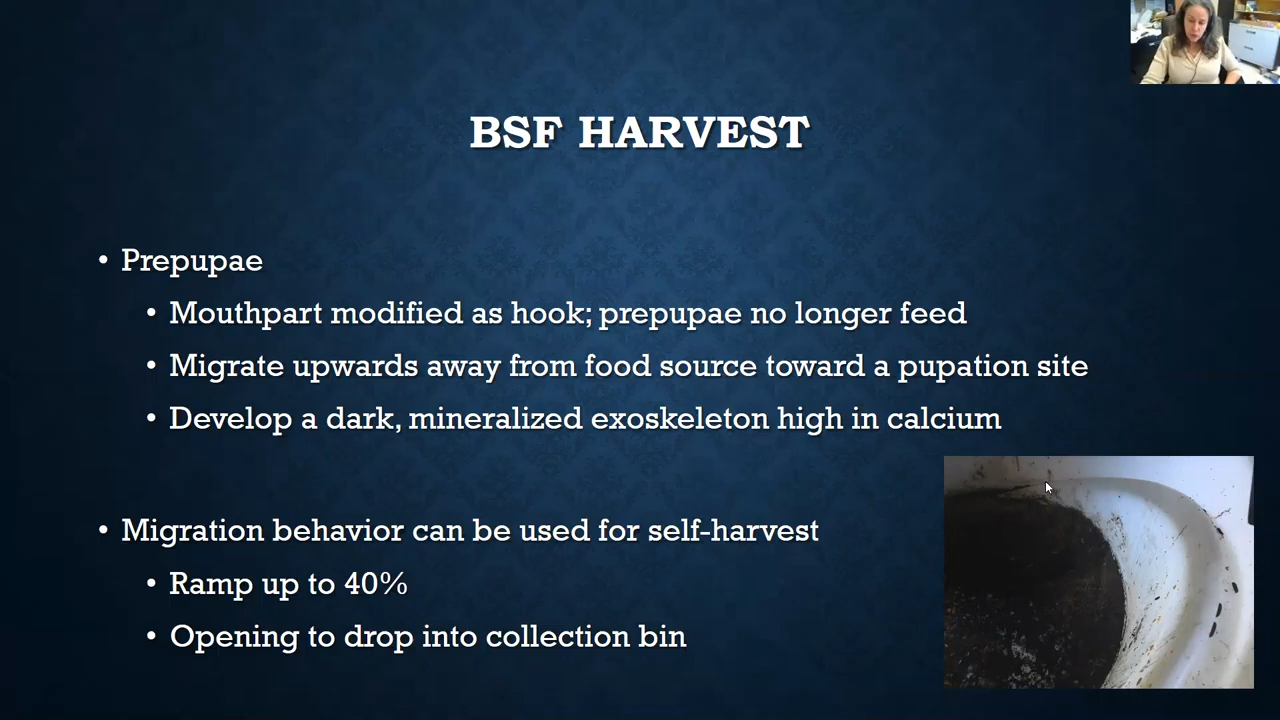 BSF HARVEST
• Prepupae
• Mouthpart modified as hook; prepupae no longer feed
• Migrate upwards away from food source toward a pupation site
• Develop a dark, mineralized exoskeleton high in calcium
• Migration behavior can be used for self-harvest
• Ramp up to 40%
• Opening to drop into collection bin